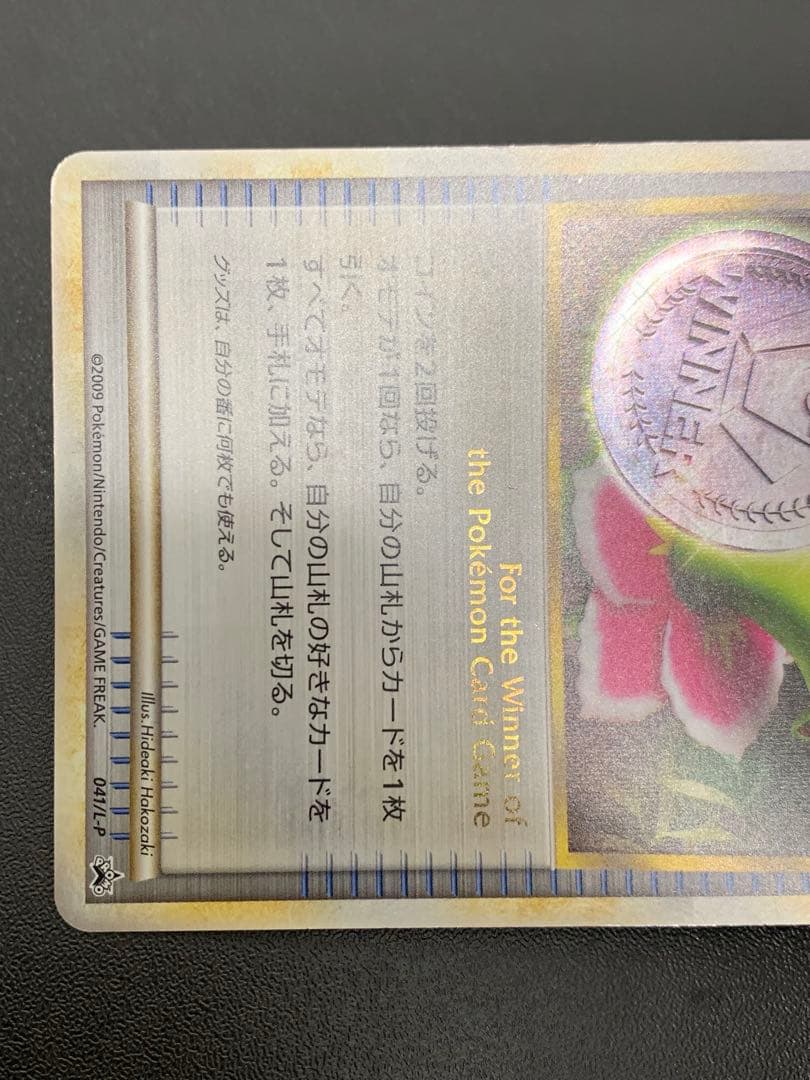 WINNER
For the Winner of
the Pokémon Card Game
コインを2回投げる。
オモテが1回なら、自分の山札からカードを1枚
引く。
すべてオモテなら、自分の山札の好きなカードを
1枚、手札に加える。そして山札を切る。
グッズは、自分の番に何枚でも使える。
Illus.Hideaki Hakozaki
©2009 Pokémon/Nintendo/Creatures/GAME FREAK.
041/L-P
PROMO